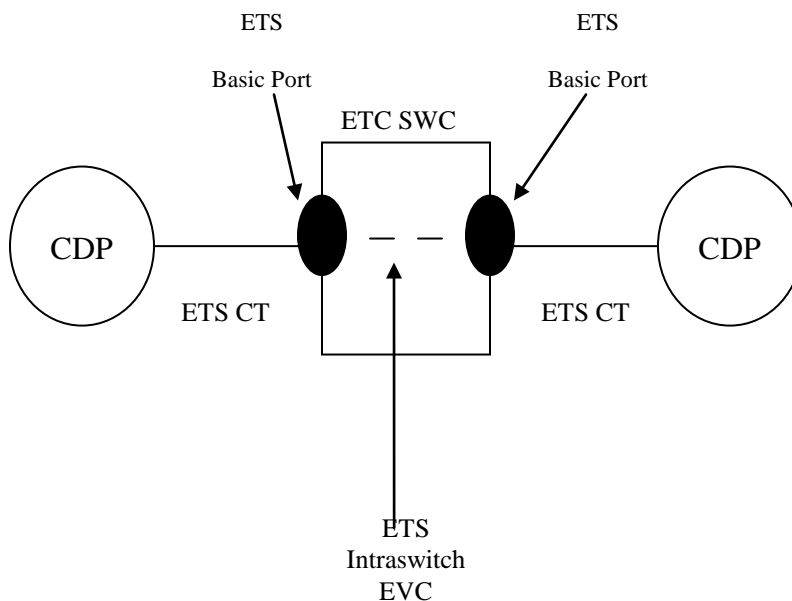 ETS
Basic Port
ETS
Basic Port
ETC SWC
CDP
CDP
ETS CT
ETS CT
ETS
Intraswitch
EVC